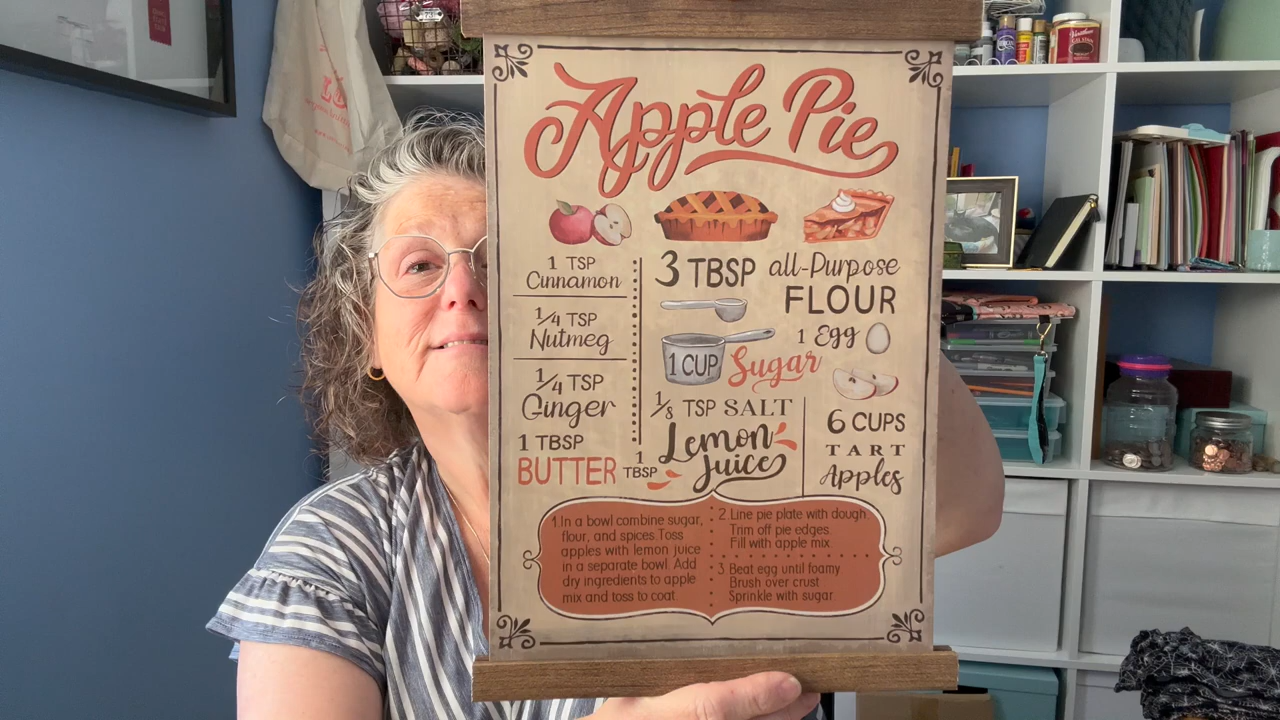 Apple Pie
1 TSP
Cinnamon
1/4 TSP
Nutmeg
1/4 TSP
Ginger
1 TBSP
BUTTER
3 TBSP all-Purpose
FLOUR
1 Egg
1 CUP Sugar
1/8 TSP SALT
1 TBSP Lemon Juice
6 CUPS
TART
Apples
1. In a bowl combine sugar,
flour, and spices. Toss
apples with lemon juice
in a separate bowl. Add
dry ingredients to apple
mix and toss to coat.
2. Line pie plate with dough.
Trim off pie edges.
Fill with apple mix.
3. Beat egg until foamy
Brush over crust
Sprinkle with sugar.